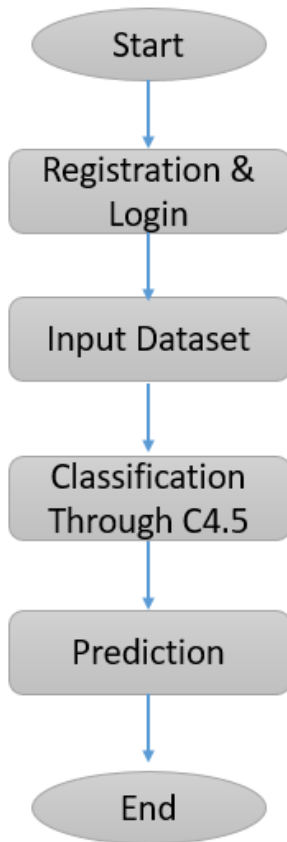 Start
Registration &
Login
Input Dataset
Classification
Through C4.5
Prediction
End